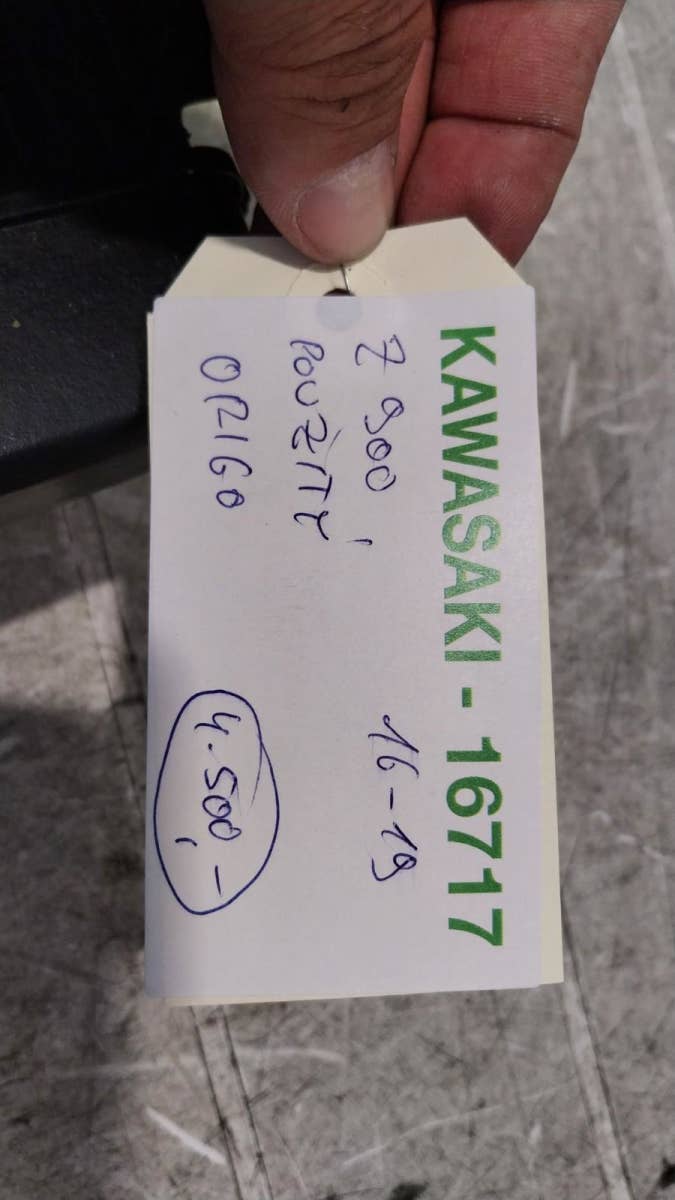 KAWASAKI - 16717
Z 900, 16-19
POUŽITÝ
ORIGO 4.500,-